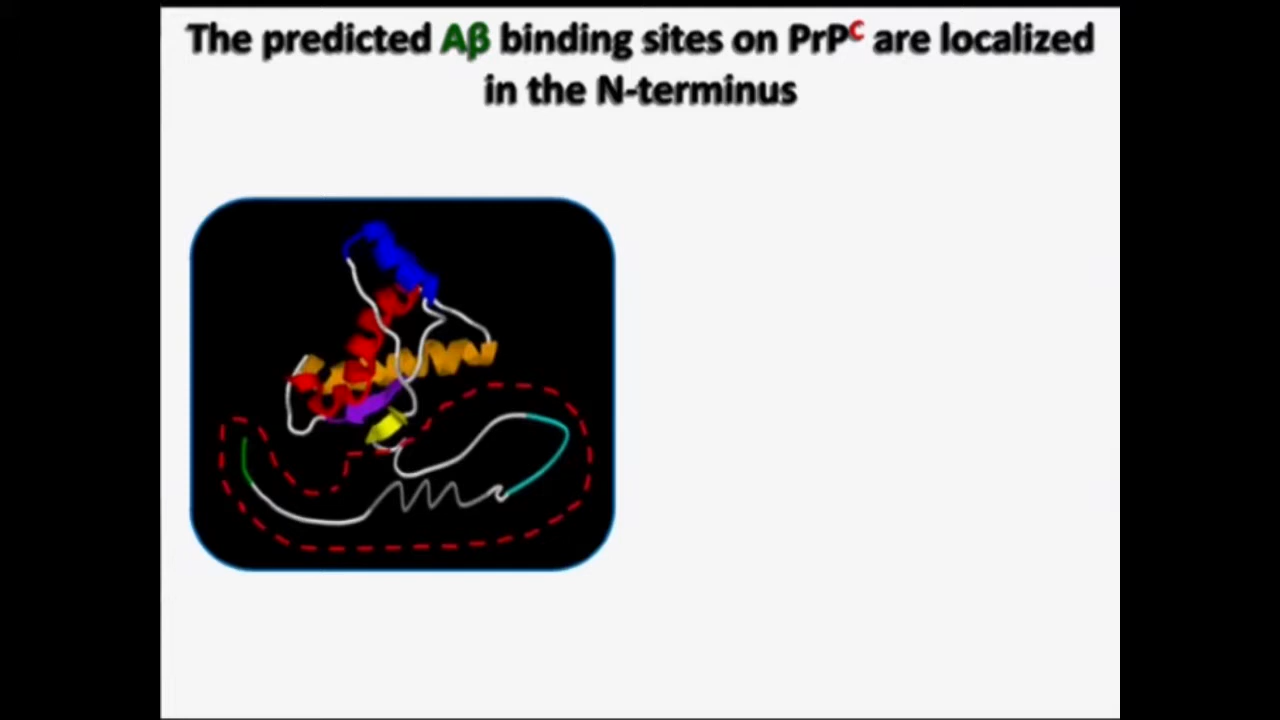 The predicted Aβ binding sites on PrPᶜ are localized
in the N-terminus